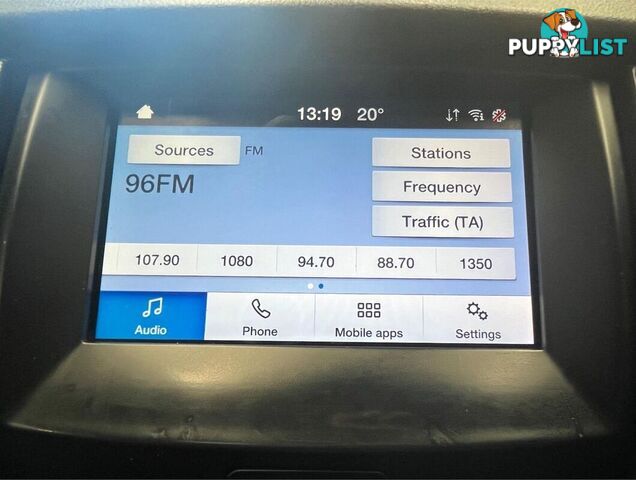 PUPPYLIST
13:19 20°
Sources FM Stations
96FM Frequency
Traffic (TA)
107.90 1080 94.70 88.70 1350
Audio Phone Mobile apps Settings